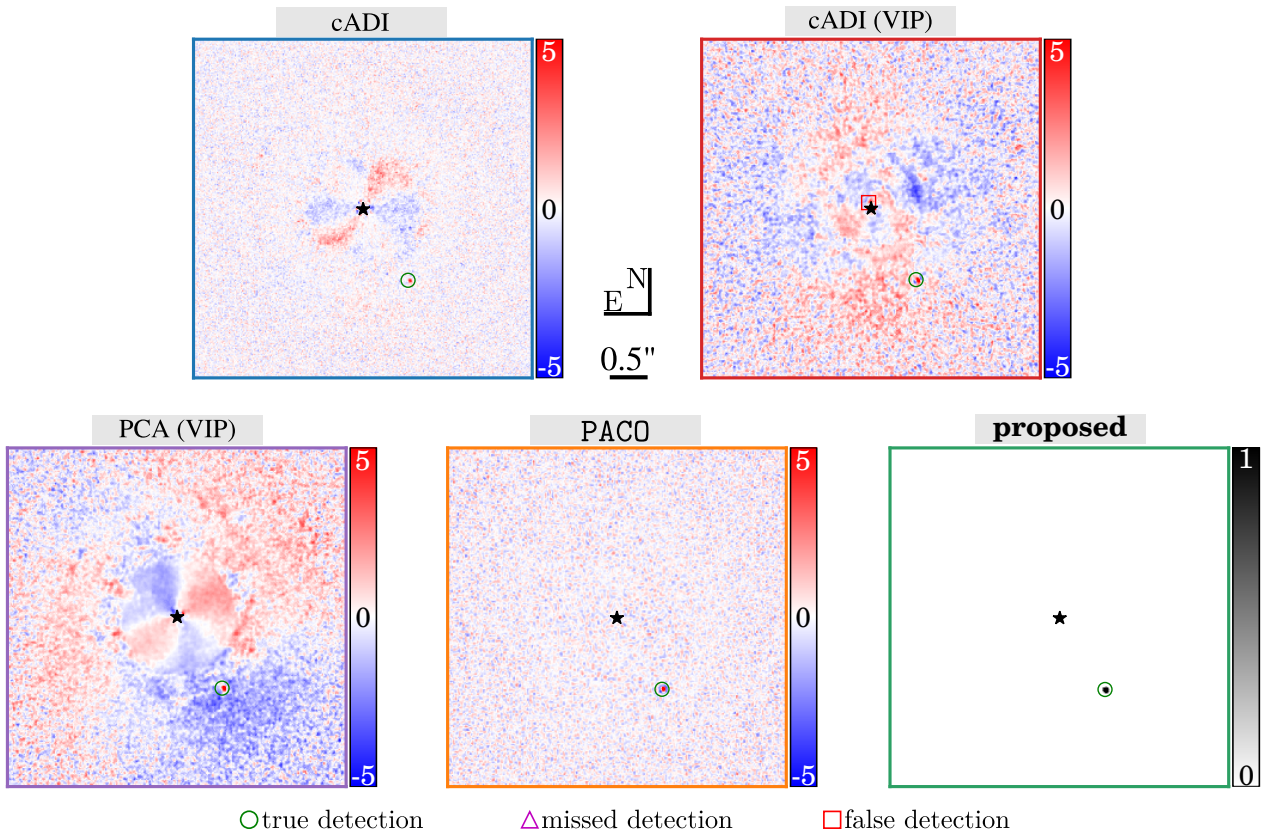 cADI
cADI (VIP)
5
0
-5
5
0
-5
N
E
0.5"
PCA (VIP)
PACO
proposed
5
0
-5
5
0
-5
1
0
true detection
missed detection
false detection